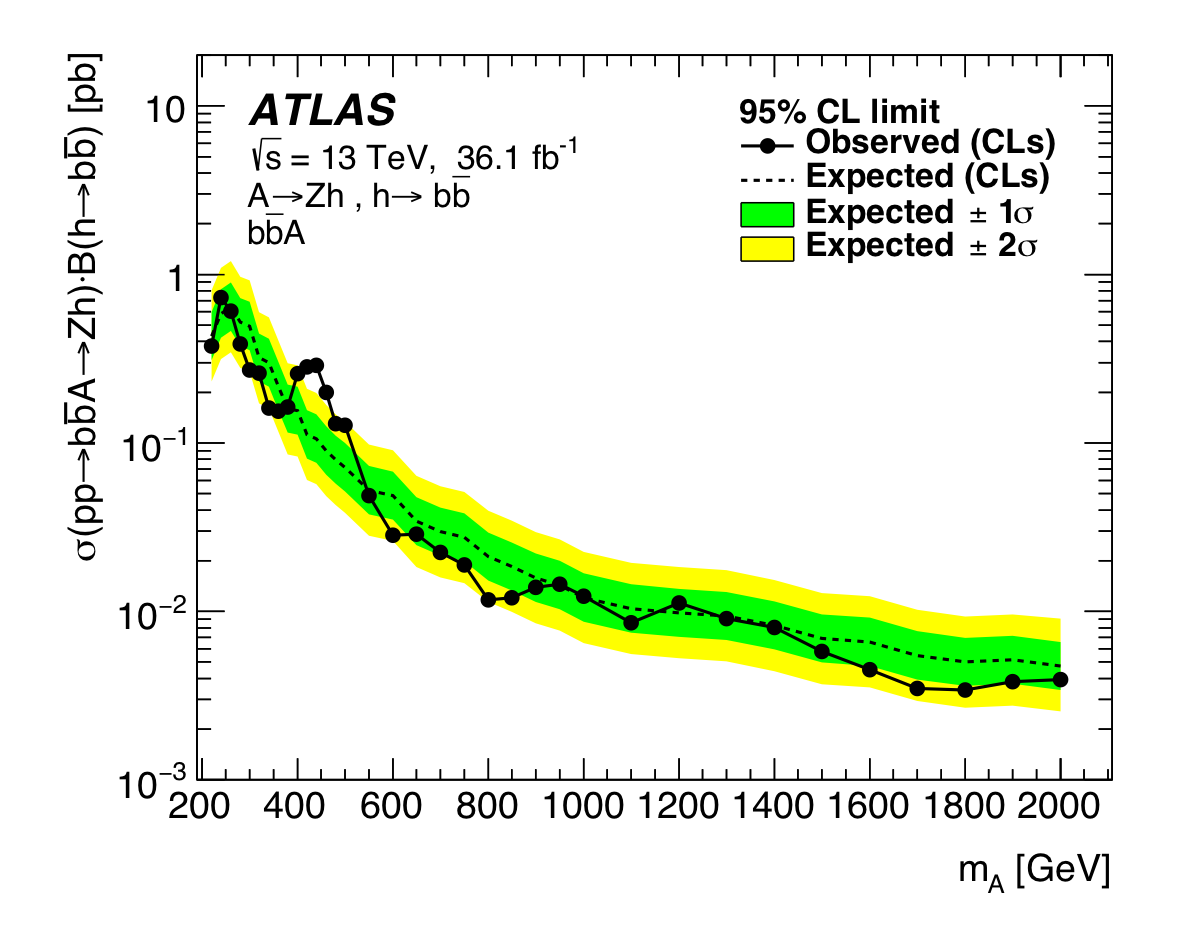 σ(pp→bb̅A→Zh)·B(h→bb̅) [pb]
10
1
10⁻¹
10⁻²
10⁻³
ATLAS
√s = 13 TeV, 36.1 fb⁻¹
A→Zh , h→ bb̅
bb̅A
95% CL limit
Observed (CLs)
Expected (CLs)
Expected ± 1σ
Expected ± 2σ
200 400 600 800 1000 1200 1400 1600 1800 2000
m_A [GeV]